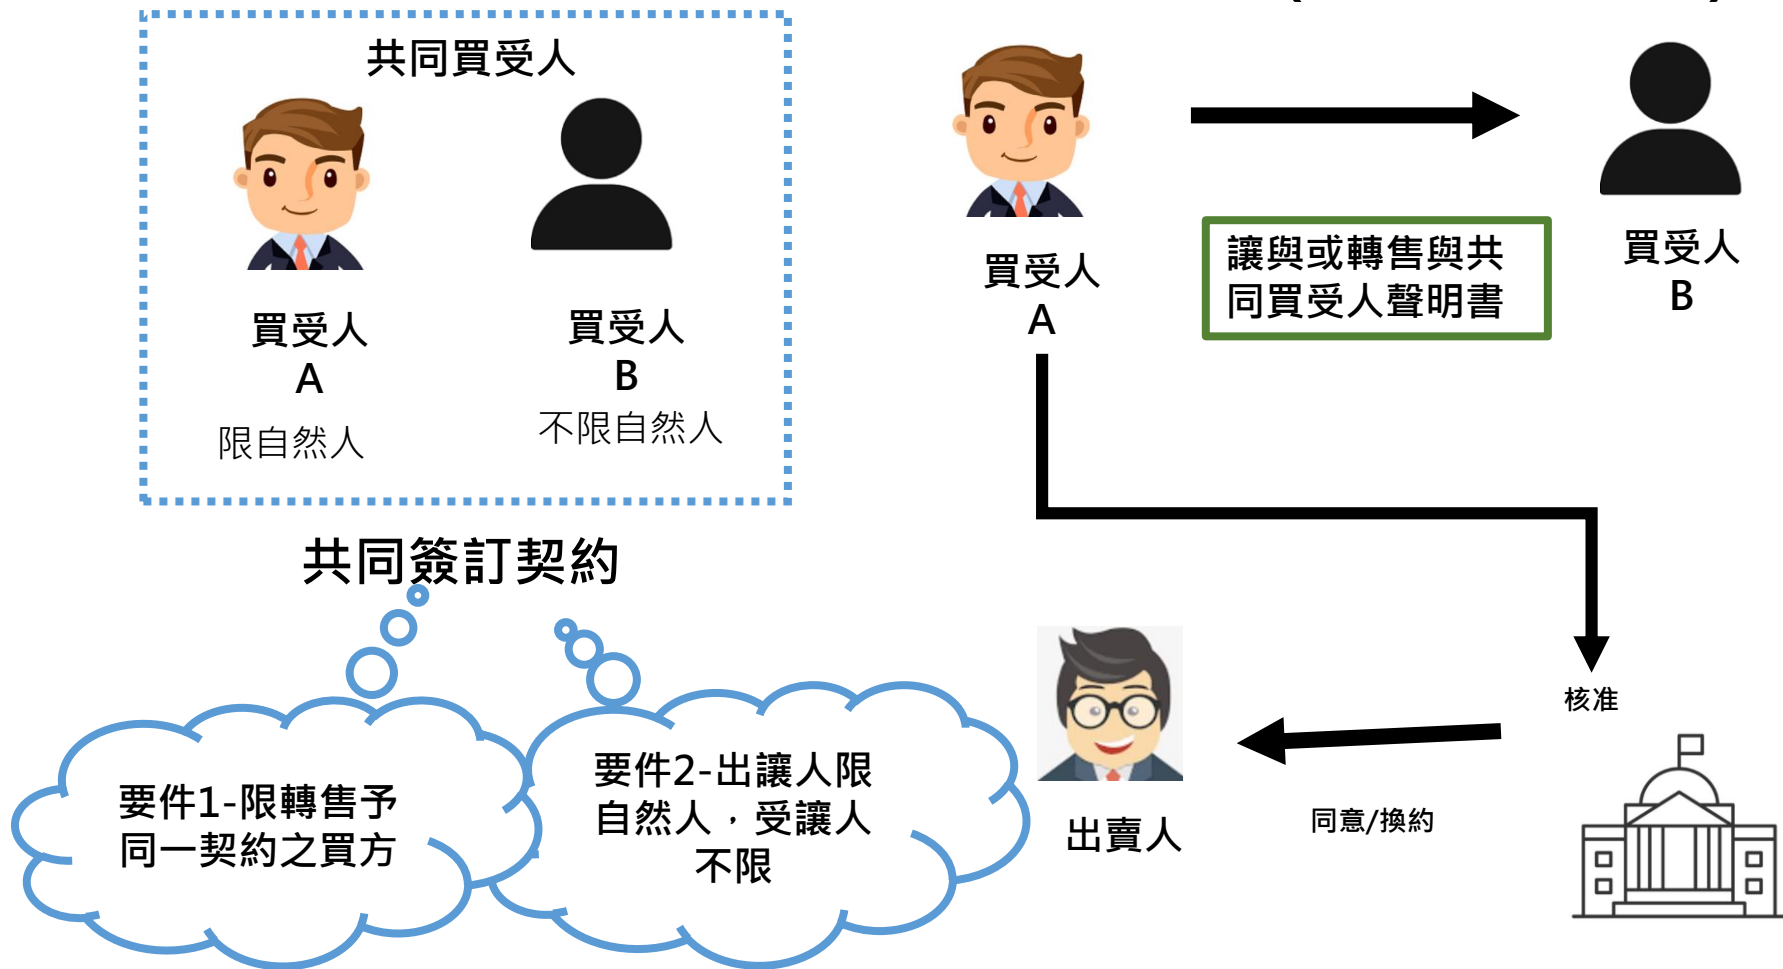 共同買受人
買受人
A
限自然人
買受人
B
不限自然人
共同簽訂契約
要件1-限轉售予
同一契約之買方
要件2-出讓人限
自然人，受讓人
不限
買受人
A
讓與或轉售與共
同買受人聲明書
買受人
B
核准
同意/換約
出賣人